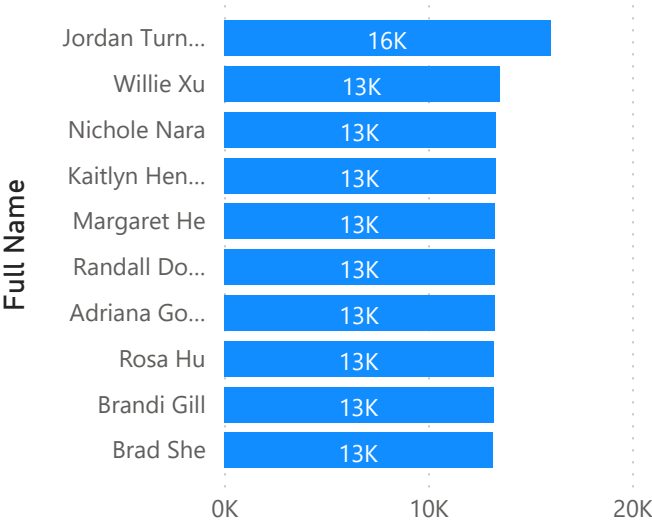 Full Name
Jordan Turn... 16K
Willie Xu 13K
Nichole Nara 13K
Kaitlyn Hen... 13K
Margaret He 13K
Randall Do... 13K
Adriana Go... 13K
Rosa Hu 13K
Brandi Gill 13K
Brad She 13K
0K 10K 20K